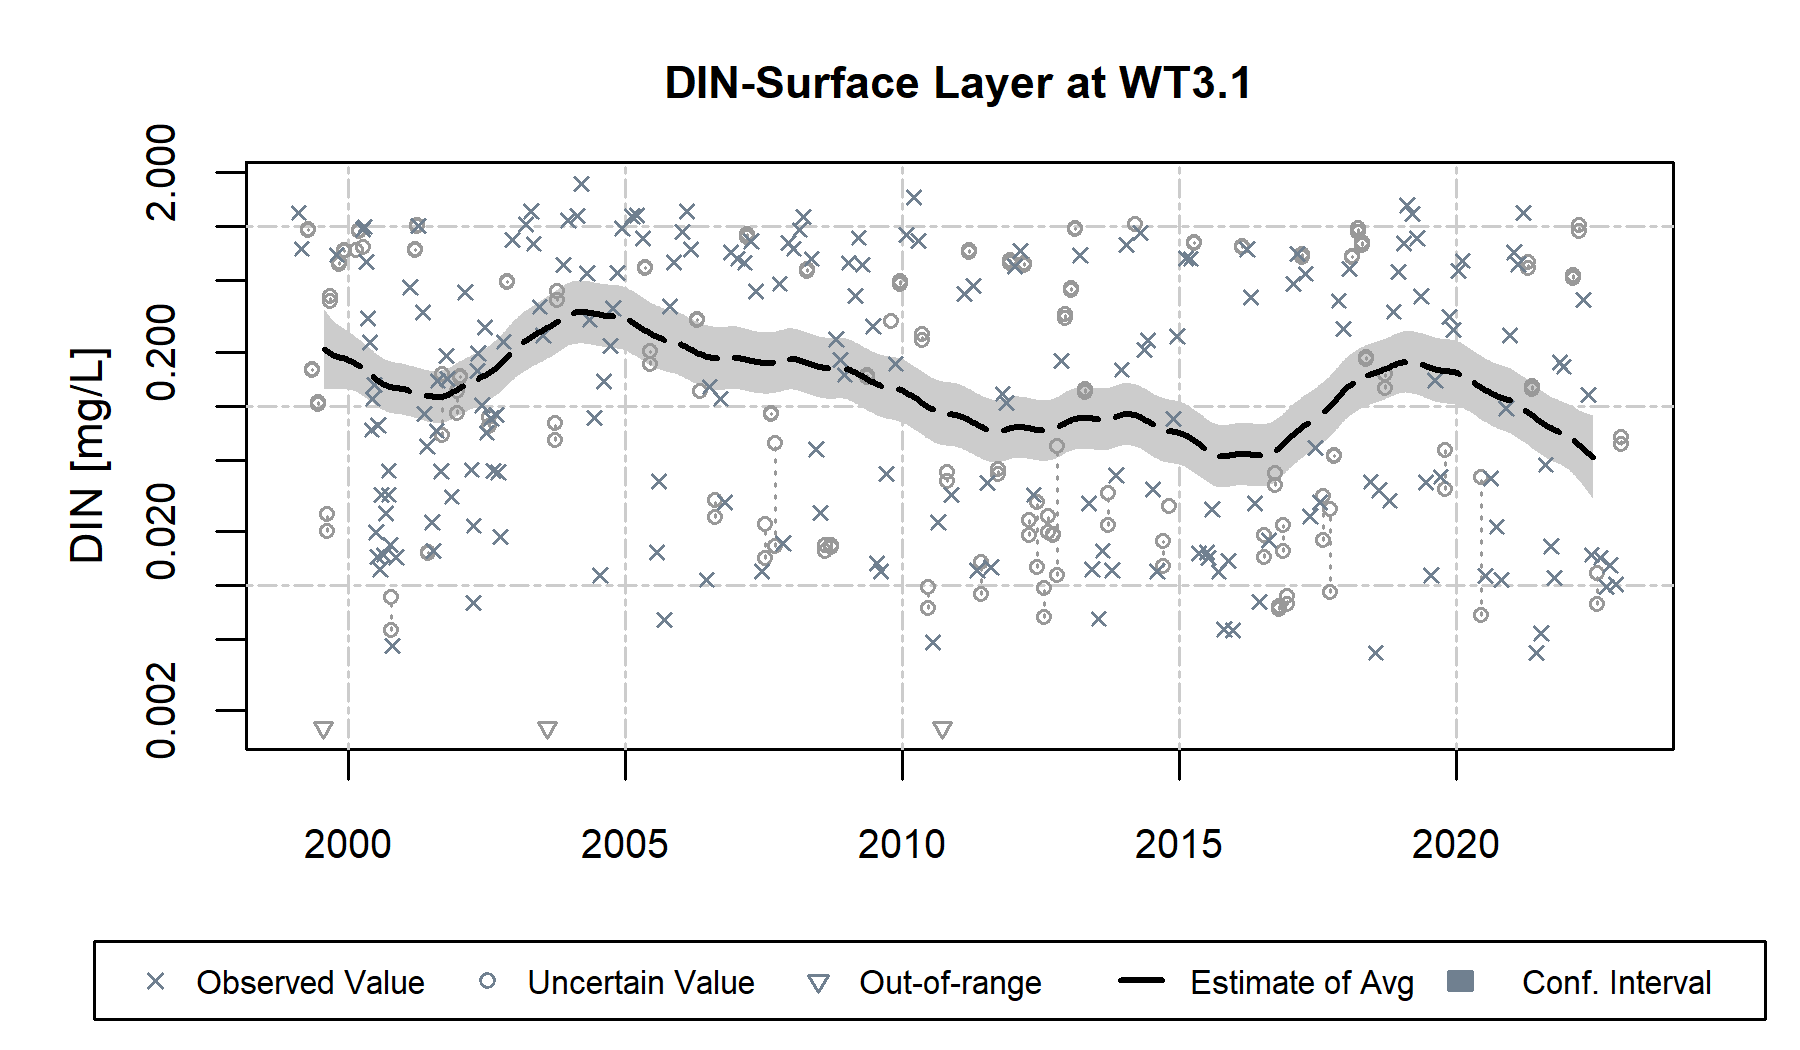 DIN-Surface Layer at WT3.1
DIN [mg/L]
2.000
0.200
0.020
0.002
2000 2005 2010 2015 2020
Observed Value Uncertain Value Out-of-range Estimate of Avg Conf. Interval